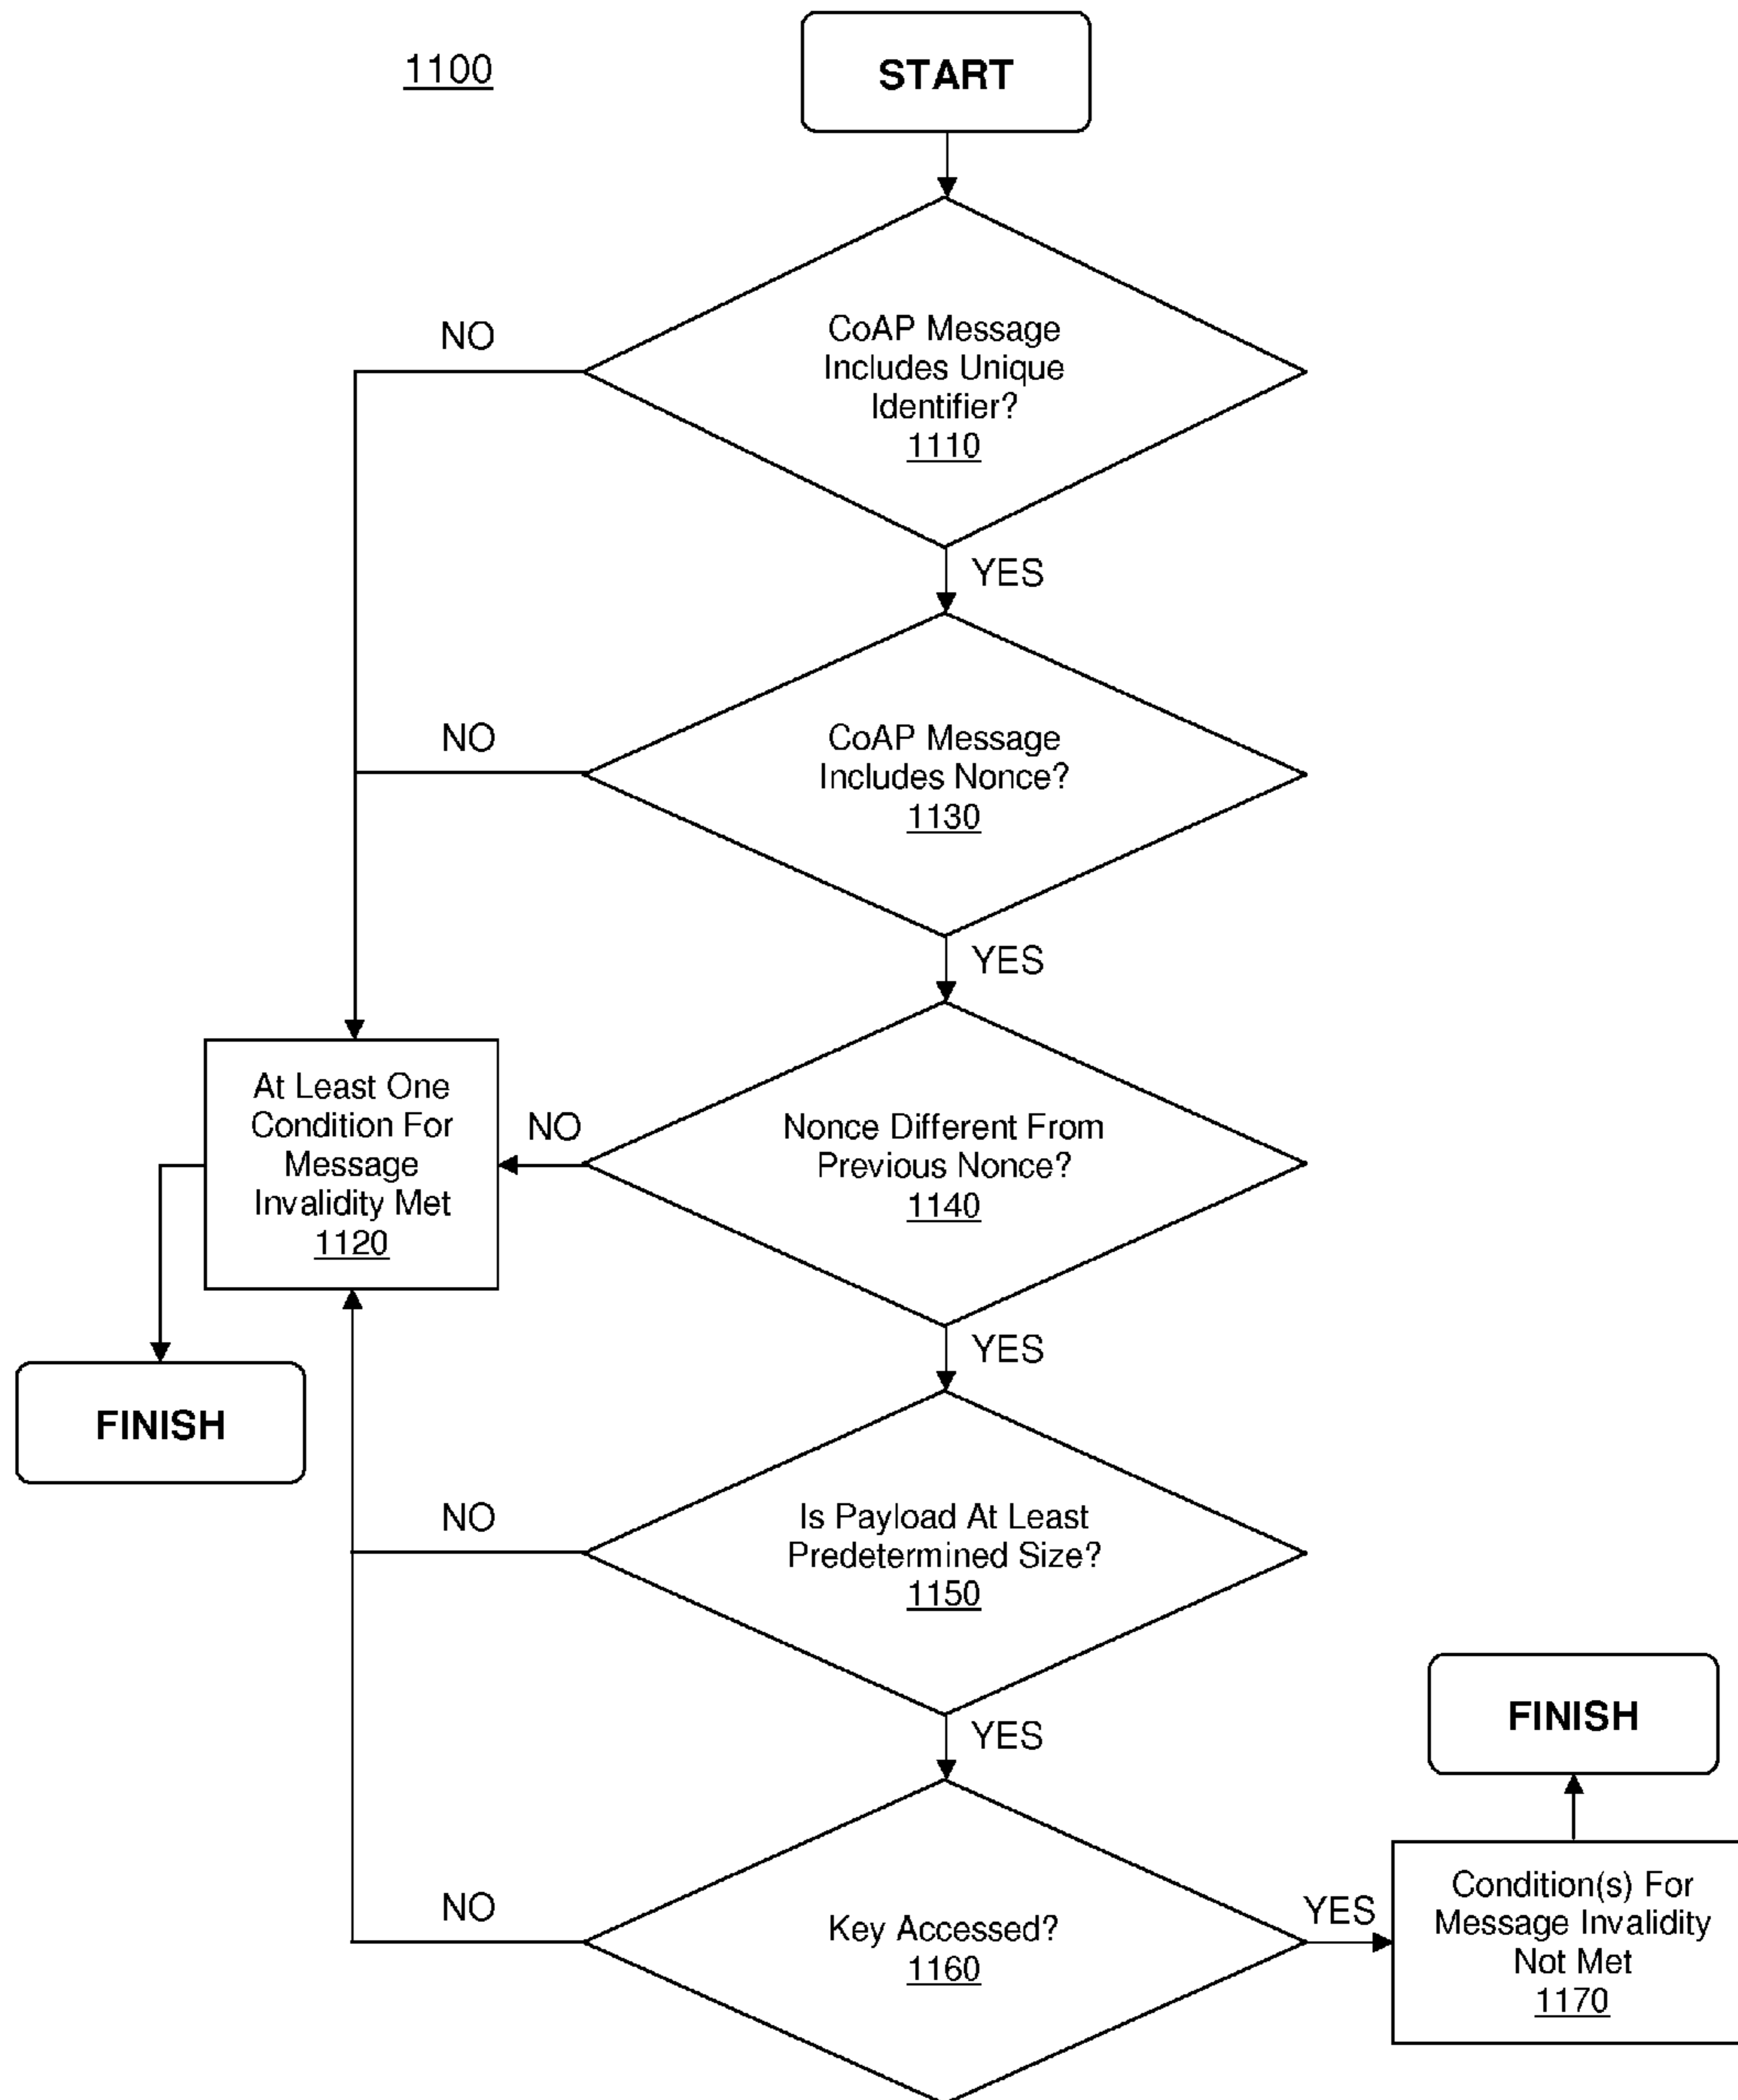 1100
START
CoAP Message
Includes Unique
Identifier?
1110
NO
YES
CoAP Message
Includes Nonce?
1130
NO
YES
At Least One
Condition For
Message
Invalidity Met
1120
NO
Nonce Different From
Previous Nonce?
1140
YES
FINISH
Is Payload At Least
Predetermined Size?
1150
NO
YES
FINISH
Key Accessed?
1160
NO
YES
Condition(s) For
Message Invalidity
Not Met
1170